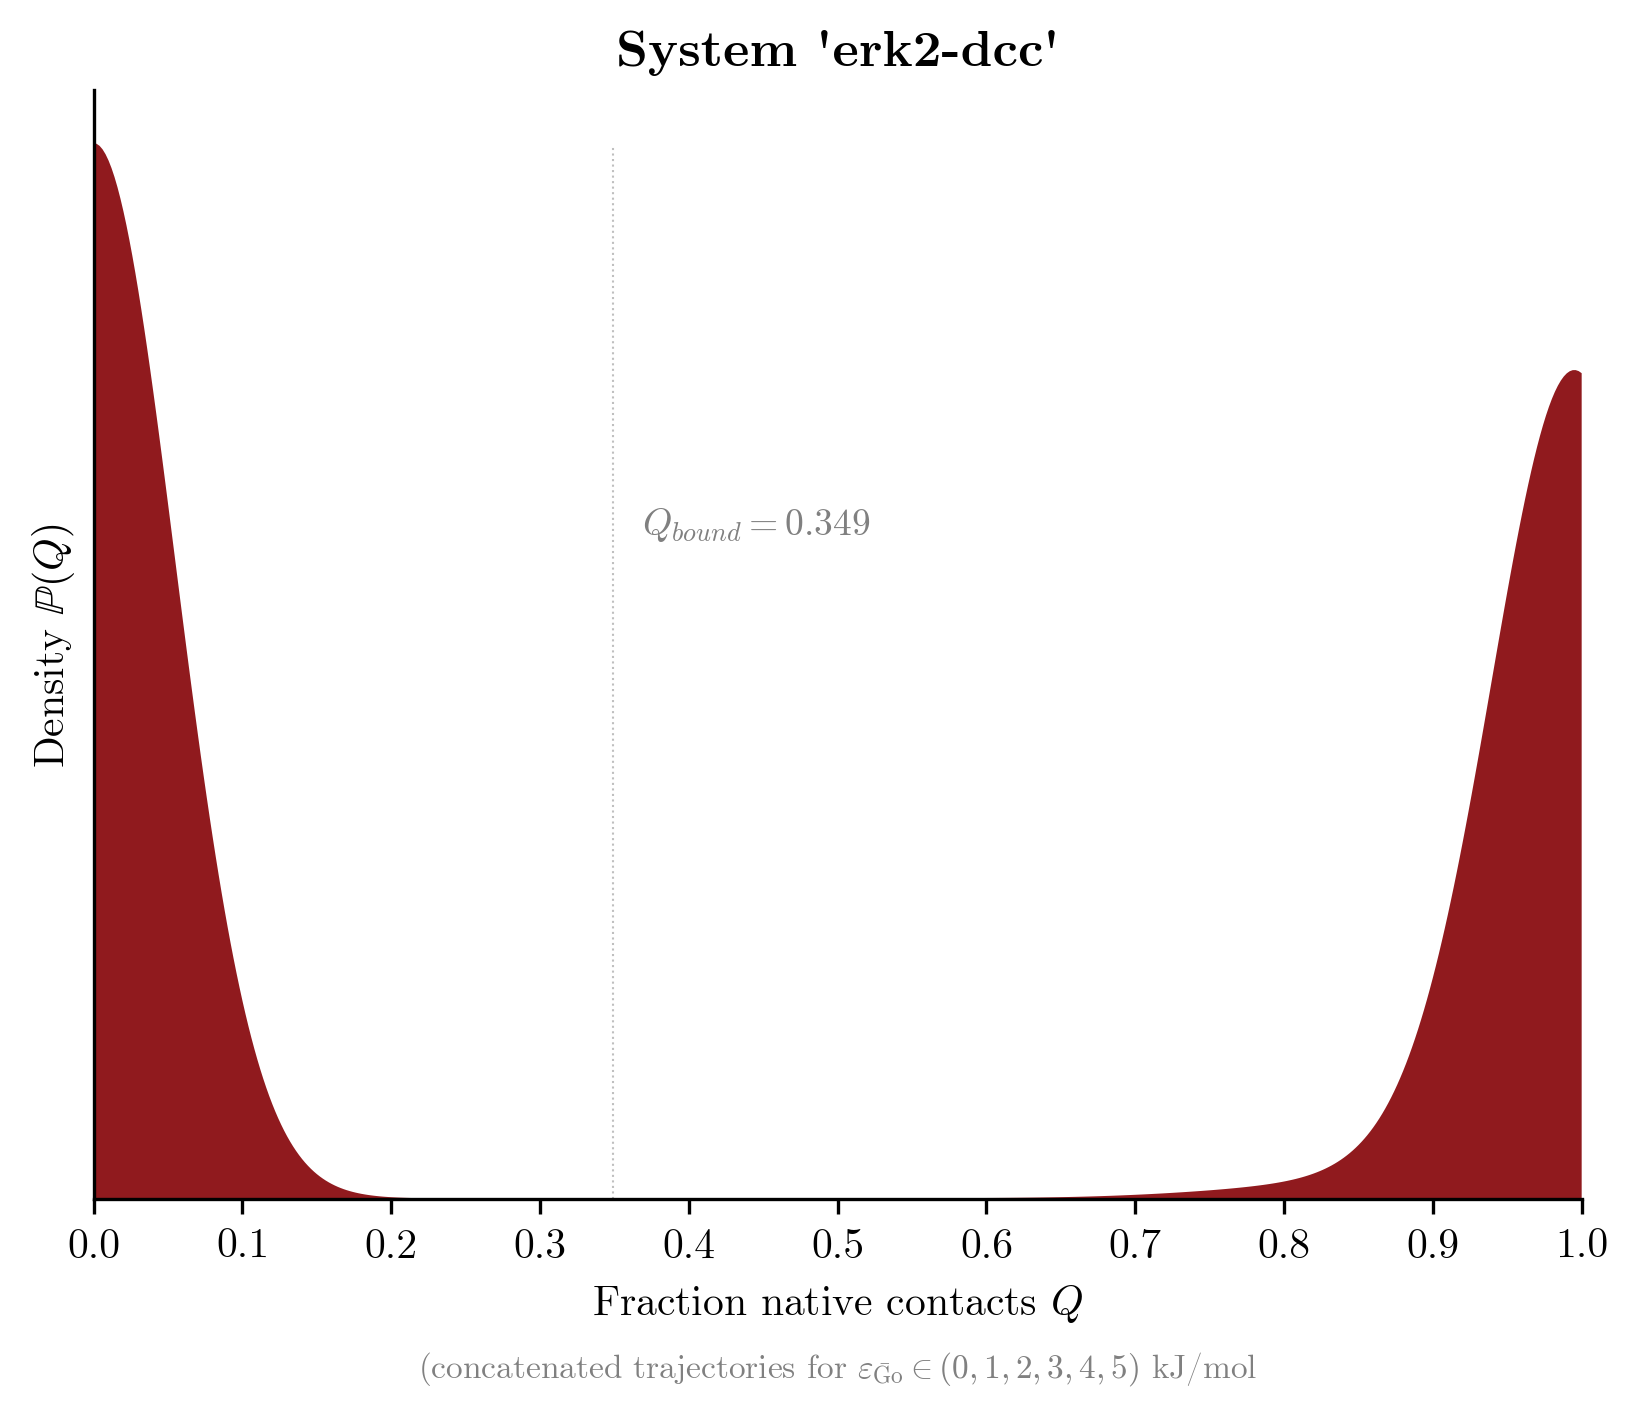 System 'erk2-dcc'
Density ℙ(Q)
Q_bound = 0.349
0.0 0.1 0.2 0.3 0.4 0.5 0.6 0.7 0.8 0.9 1.0
Fraction native contacts Q
(concatenated trajectories for ε_Ḡo ∈ (0, 1, 2, 3, 4, 5) kJ/mol